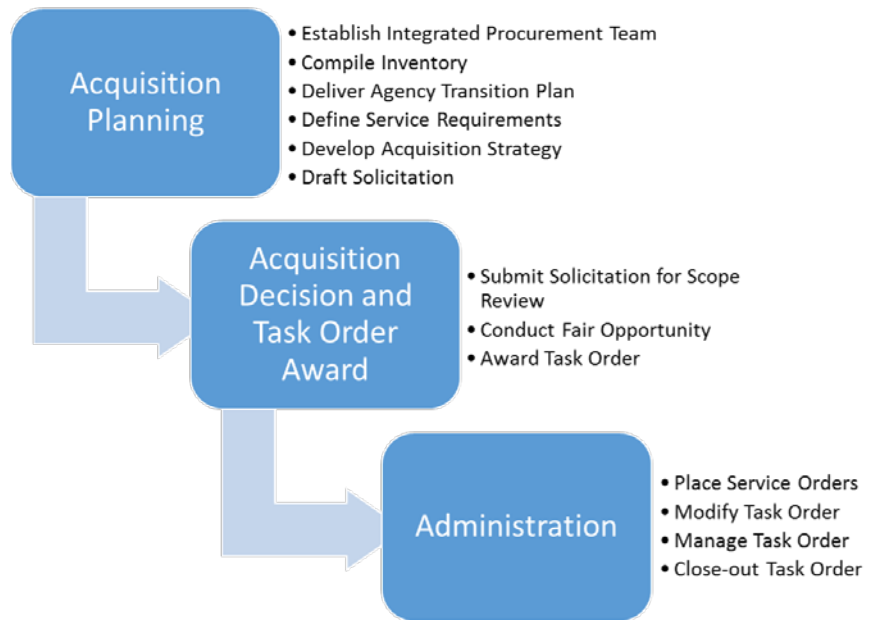 Acquisition
Planning
• Establish Integrated Procurement Team
• Compile Inventory
• Deliver Agency Transition Plan
• Define Service Requirements
• Develop Acquisition Strategy
• Draft Solicitation
Acquisition
Decision and
Task Order
Award
• Submit Solicitation for Scope
Review
• Conduct Fair Opportunity
• Award Task Order
Administration
• Place Service Orders
• Modify Task Order
• Manage Task Order
• Close-out Task Order